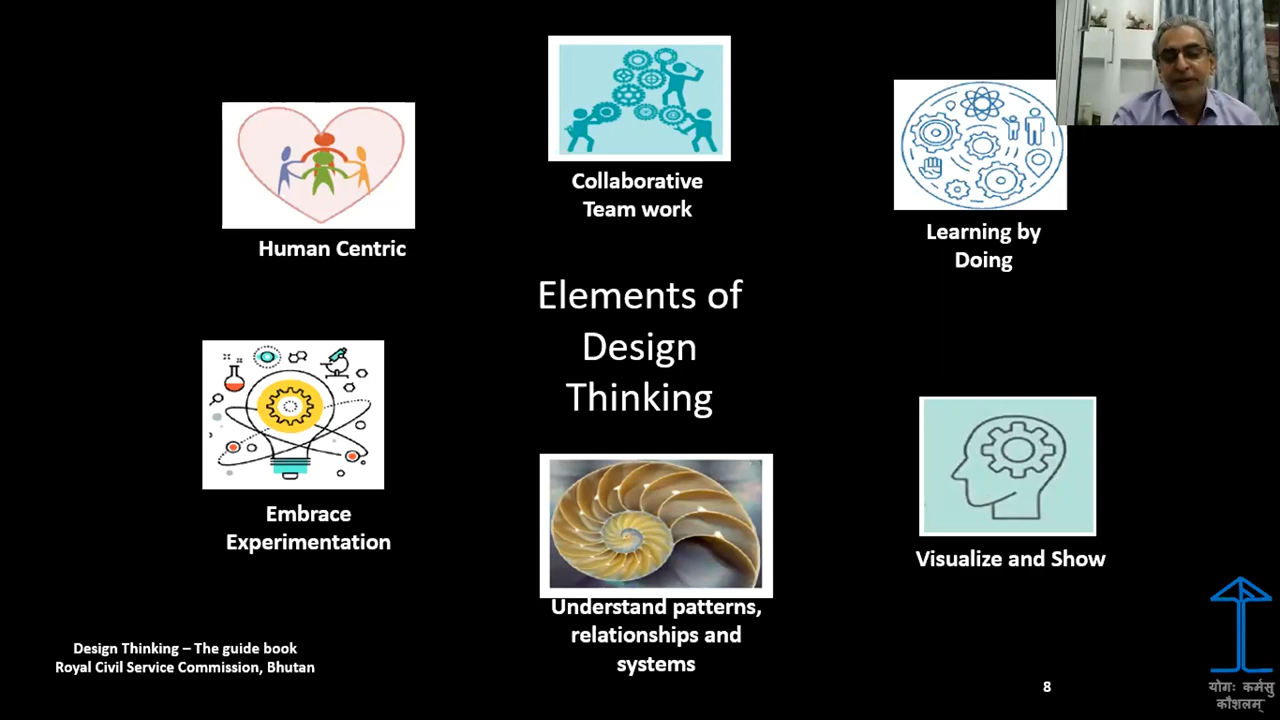 Collaborative
Team work
Human Centric
Learning by
Doing
Elements of
Design
Thinking
Embrace
Experimentation
Visualize and Show
Understand patterns,
relationships and
systems
Design Thinking – The guide book
Royal Civil Service Commission, Bhutan
8
योगः कर्मसु
कौशलम्